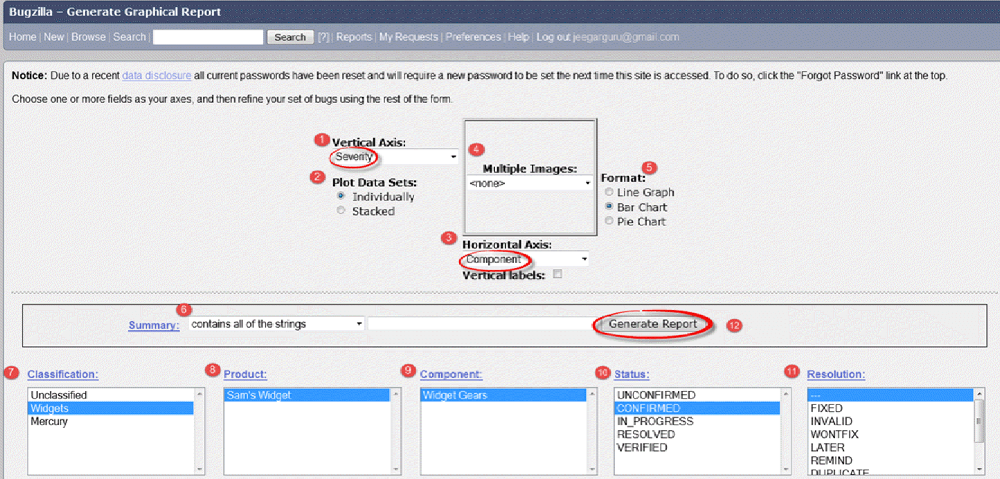 Bugzilla – Generate Graphical Report
Home | New | Browse | Search | Search [?] | Reports | My Requests | Preferences | Help | Log out jeegarguru@gmail.com
Notice: Due to a recent data disclosure all current passwords have been reset and will require a new password to be set the next time this site is accessed. To do so, click the "Forgot Password" link at the top.
Choose one or more fields as your axes, and then refine your set of bugs using the rest of the form.
1 Vertical Axis:
Severity
2 Plot Data Sets:
Individually
Stacked
4
Multiple Images:
<none>
5
Format:
Line Graph
Bar Chart
Pie Chart
3
Horizontal Axis:
Component
Vertical labels:
6
Summary: contains all of the strings Generate Report 12
7 Classification:
Unclassified
Widgets
Mercury
8 Product:
Sam's Widget
9 Component:
Widget Gears
10 Status:
UNCONFIRMED
CONFIRMED
IN_PROGRESS
RESOLVED
VERIFIED
11 Resolution:
---
FIXED
INVALID
WONTFIX
LATER
REMIND
DUPLICATE